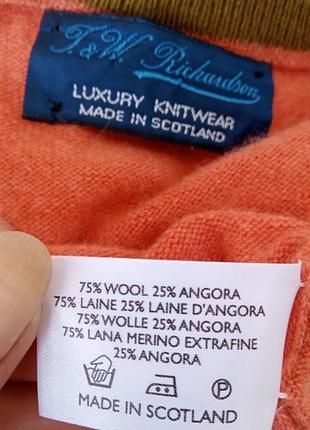 T.&W. Richardson
LUXURY KNITWEAR
MADE IN SCOTLAND
75% WOOL 25% ANGORA
75% LAINE 25% LAINE D'ANGORA
75% WOLLE 25% ANGORA
75% LANA MERINO EXTRAFINE
25% ANGORA
P
MADE IN SCOTLAND